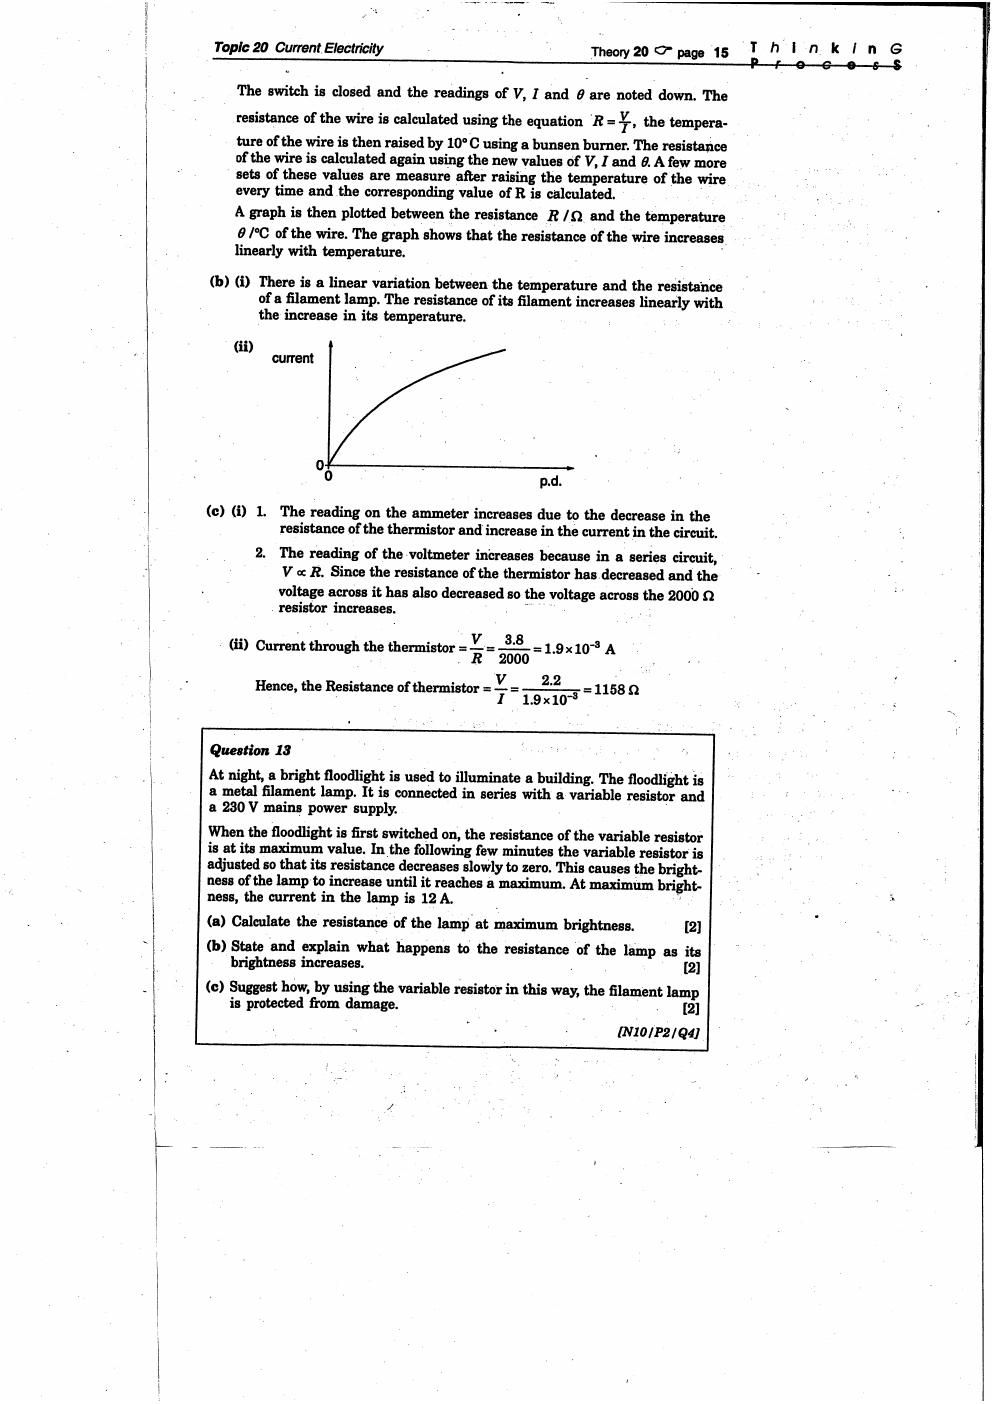 Topic 20 Current Electricity
Theory 20 page 15
T h I n k I n G
P r o c e s S
The switch is closed and the readings of V, I and θ are noted down. The
resistance of the wire is calculated using the equation R = V/I, the tempera-
ture of the wire is then raised by 10° C using a bunsen burner. The resistance
of the wire is calculated again using the new values of V, I and θ. A few more
sets of these values are measure after raising the temperature of the wire
every time and the corresponding value of R is calculated.
A graph is then plotted between the resistance R / Ω and the temperature
θ /°C of the wire. The graph shows that the resistance of the wire increases
linearly with temperature.
(b) (i) There is a linear variation between the temperature and the resistance
of a filament lamp. The resistance of its filament increases linearly with
the increase in its temperature.
(ii)
current
0
0
p.d.
(c) (i) 1. The reading on the ammeter increases due to the decrease in the
resistance of the thermistor and increase in the current in the circuit.
2. The reading of the voltmeter increases because in a series circuit,
V ∝ R. Since the resistance of the thermistor has decreased and the
voltage across it has also decreased so the voltage across the 2000 Ω
resistor increases.
(ii) Current through the thermistor = V/R = 3.8/2000 = 1.9 × 10⁻³ A
Hence, the Resistance of thermistor = V/I = 2.2/1.9 × 10⁻³ = 1158 Ω
Question 13
At night, a bright floodlight is used to illuminate a building. The floodlight is
a metal filament lamp. It is connected in series with a variable resistor and
a 230 V mains power supply.
When the floodlight is first switched on, the resistance of the variable resistor
is at its maximum value. In the following few minutes the variable resistor is
adjusted so that its resistance decreases slowly to zero. This causes the bright-
ness of the lamp to increase until it reaches a maximum. At maximum bright-
ness, the current in the lamp is 12 A.
(a) Calculate the resistance of the lamp at maximum brightness. [2]
(b) State and explain what happens to the resistance of the lamp as its
brightness increases. [2]
(c) Suggest how, by using the variable resistor in this way, the filament lamp
is protected from damage. [2]
[N10/P2/Q4]